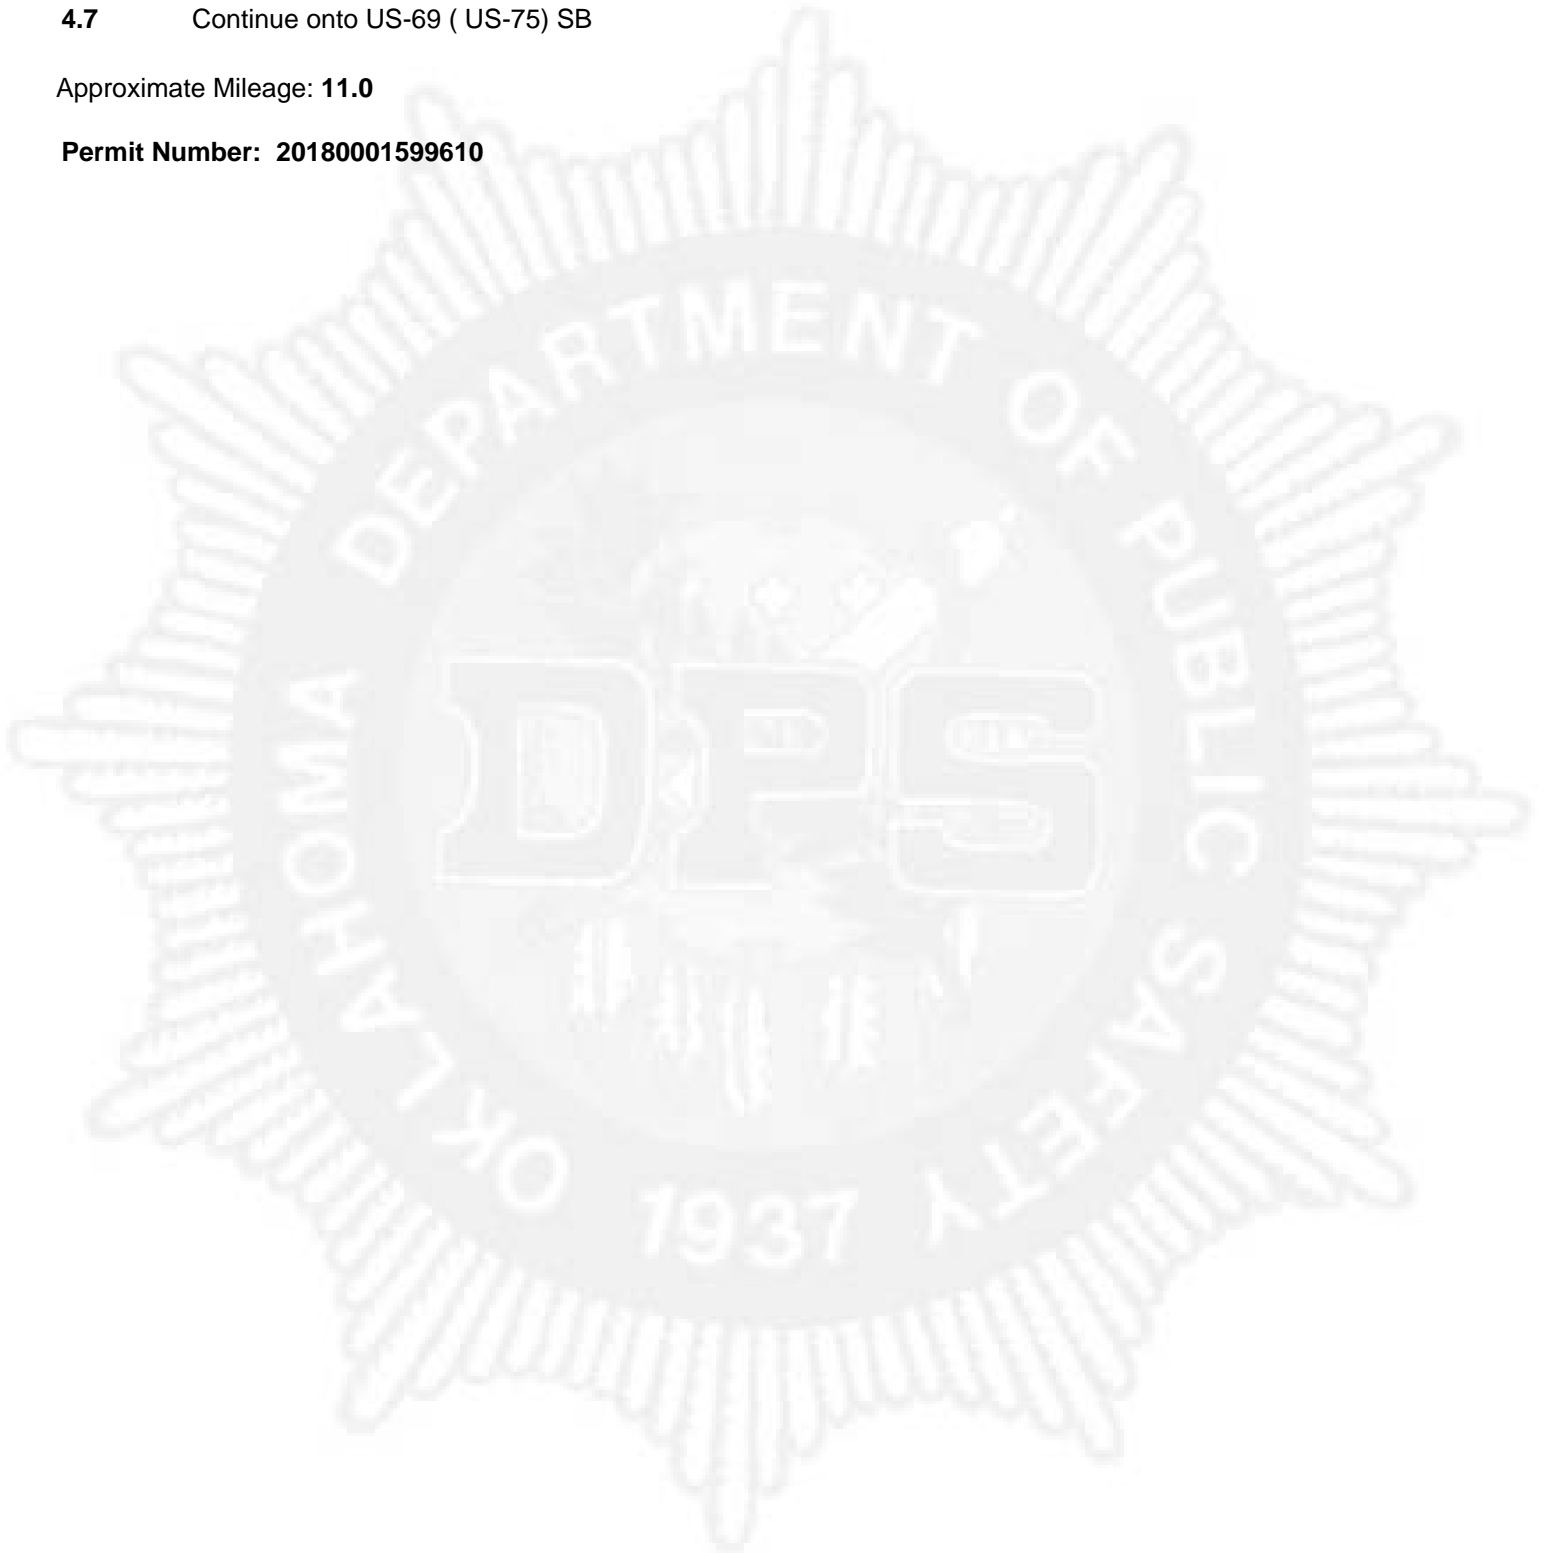 4.7 Continue onto US-69 ( US-75) SB
Approximate Mileage: 11.0
Permit Number: 20180001599610
OKLAHOMA DEPARTMENT OF PUBLIC SAFETY
DPS
1937